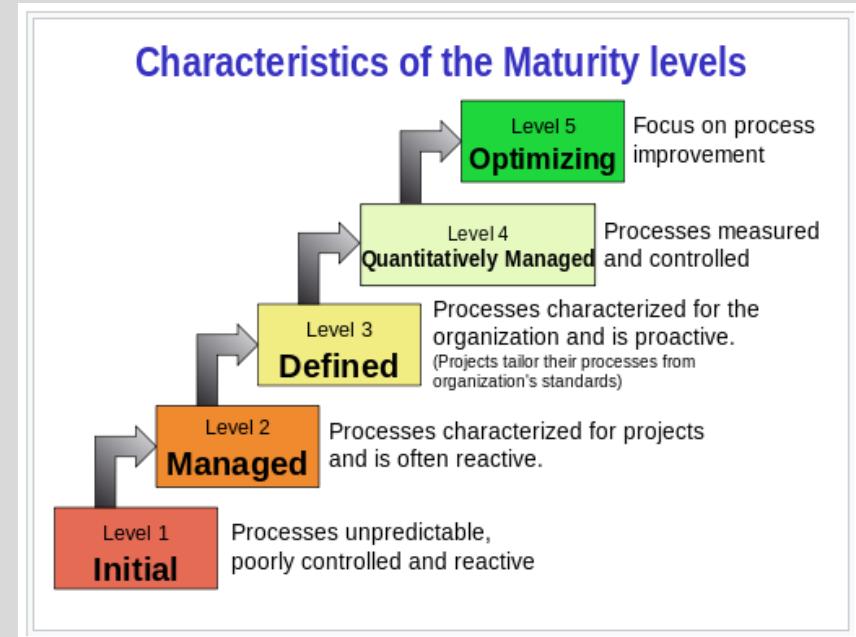 Characteristics of the Maturity levels
Level 5
Optimizing
Focus on process
improvement
Level 4
Quantitatively Managed
Processes measured
and controlled
Level 3
Defined
Processes characterized for the
organization and is proactive.
(Projects tailor their processes from
organization's standards)
Level 2
Managed
Processes characterized for projects
and is often reactive.
Level 1
Initial
Processes unpredictable,
poorly controlled and reactive